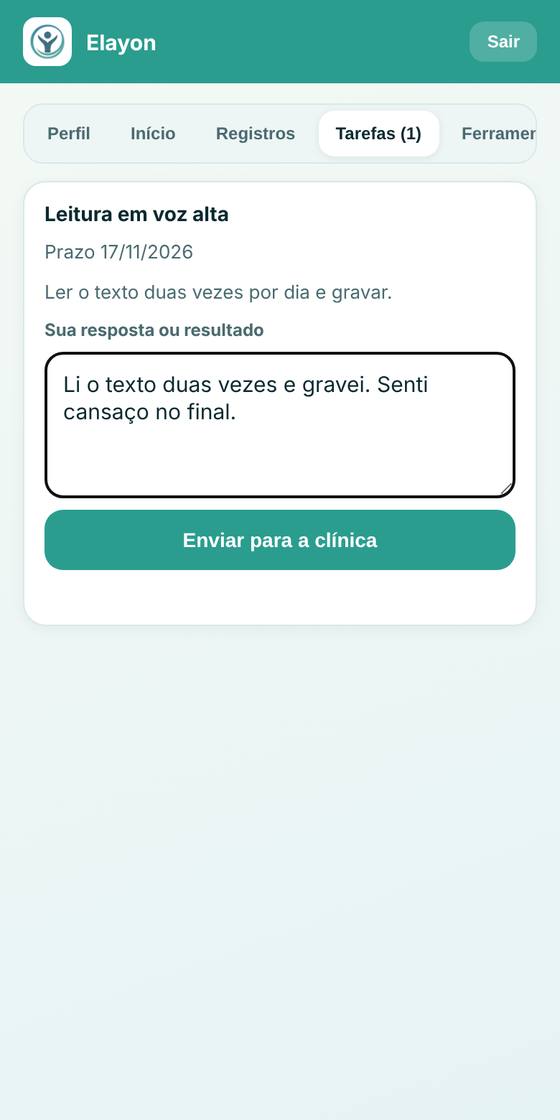 Elayon
Sair
Perfil
Início
Registros
Tarefas (1)
Ferramen
Leitura em voz alta
Prazo 17/11/2026
Ler o texto duas vezes por dia e gravar.
Sua resposta ou resultado
Li o texto duas vezes e gravei. Senti
cansaço no final.
Enviar para a clínica